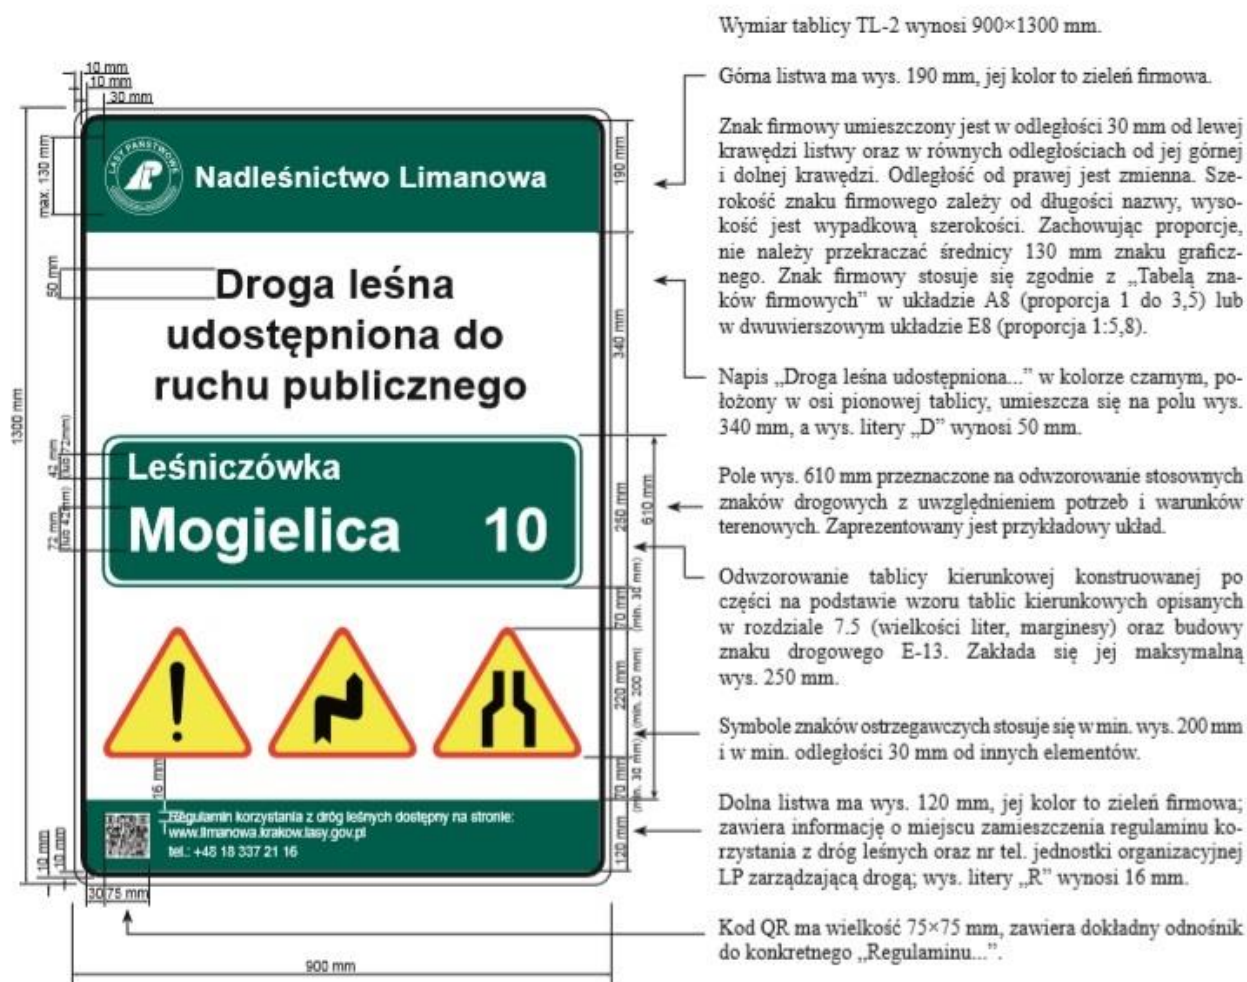 Wymiar tablicy TL-2 wynosi 900×1300 mm.
Górna listwa ma wys. 190 mm, jej kolor to zieleń firmowa.
Znak firmowy umieszczony jest w odległości 30 mm od lewej
krawędzi listwy oraz w równych odległościach od jej górnej
i dolnej krawędzi. Odległość od prawej jest zmienna. Sze-
rokość znaku firmowego zależy od długości nazwy, wyso-
kość jest wypadkową szerokości. Zachowując proporcje,
nie należy przekraczać średnicy 130 mm znaku graficz-
nego. Znak firmowy stosuje się zgodnie z „Tabelą zna-
ków firmowych” w układzie A8 (proporcja 1 do 3,5) lub
w dwuwierszowym układzie E8 (proporcja 1:5,8).
Napis „Droga leśna udostępniona...” w kolorze czarnym, po-
łożony w osi pionowej tablicy, umieszcza się na polu wys.
340 mm, a wys. litery „D” wynosi 50 mm.
Pole wys. 610 mm przeznaczone na odwzorowanie stosownych
znaków drogowych z uwzględnieniem potrzeb i warunków
terenowych. Zaprezentowany jest przykładowy układ.
Odwzorowanie tablicy kierunkowej konstruowanej po
części na podstawie wzoru tablic kierunkowych opisanych
w rozdziale 7.5 (wielkości liter, marginesy) oraz budowy
znaku drogowego E-13. Zakłada się jej maksymalną
wys. 250 mm.
Symbole znaków ostrzegawczych stosuje się w min. wys. 200 mm
i w min. odległości 30 mm od innych elementów.
Dolna listwa ma wys. 120 mm, jej kolor to zieleń firmowa;
zawiera informację o miejscu zamieszczenia regulaminu ko-
rzystania z dróg leśnych oraz nr tel. jednostki organizacyjnej
LP zarządzającą drogą; wys. litery „R” wynosi 16 mm.
Kod QR ma wielkość 75×75 mm, zawiera dokładny odnośnik
do konkretnego „Regulaminu...”.
10 mm
10 mm
30 mm
1300 mm
max. 130 mm
LASY PAŃSTWOWE
Nadleśnictwo Limanowa
190 mm
50 mm
Droga leśna
udostępniona do
ruchu publicznego
340 mm
42 mm
(lub 72mm)
72 mm
(lub 42mm)
Leśniczówka
Mogielica 10
250 mm
610 mm
70 mm
(min. 30 mm)
220 mm
(min. 200 mm)
70 mm
(min. 30 mm)
16 mm
Regulamin korzystania z dróg leśnych dostępny na stronie:
www.limanowa.krakow.lasy.gov.pl
tel.: +48 18 337 21 16
120 mm
10 mm
10 mm
30 75 mm
900 mm